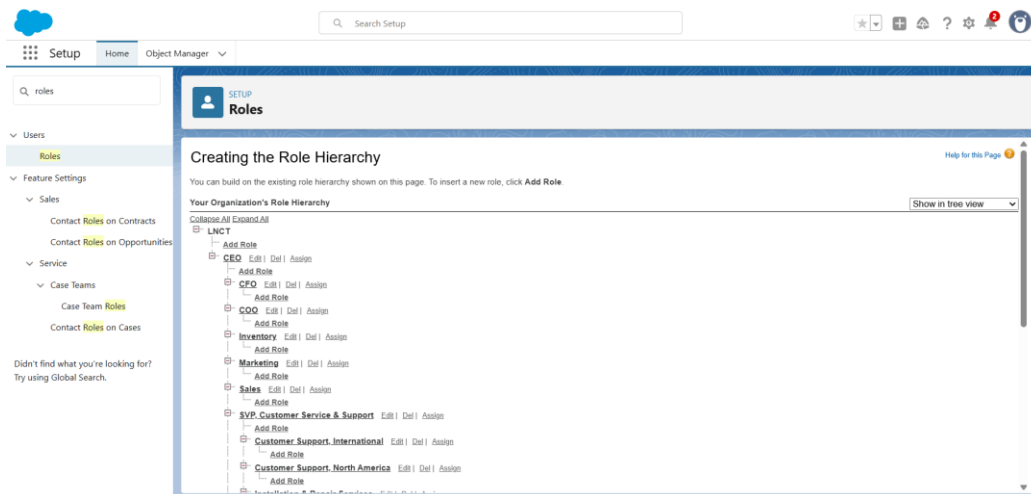 Search Setup
2
Setup
Home
Object Manager
roles
Users
Roles
Feature Settings
Sales
Contact Roles on Contracts
Contact Roles on Opportunities
Service
Case Teams
Case Team Roles
Contact Roles on Cases
Didn't find what you're looking for?
Try using Global Search.
SETUP
Roles
Creating the Role Hierarchy
Help for this Page ?
You can build on the existing role hierarchy shown on this page. To insert a new role, click Add Role.
Your Organization's Role Hierarchy
Show in tree view
Collapse All Expand All
LNCT
Add Role
CEO Edit | Del | Assign
Add Role
CFO Edit | Del | Assign
Add Role
COO Edit | Del | Assign
Add Role
Inventory Edit | Del | Assign
Add Role
Marketing Edit | Del | Assign
Add Role
Sales Edit | Del | Assign
Add Role
SVP, Customer Service & Support Edit | Del | Assign
Add Role
Customer Support, International Edit | Del | Assign
Add Role
Customer Support, North America Edit | Del | Assign
Add Role
Installation & Repair Services Edit | Del | Assign